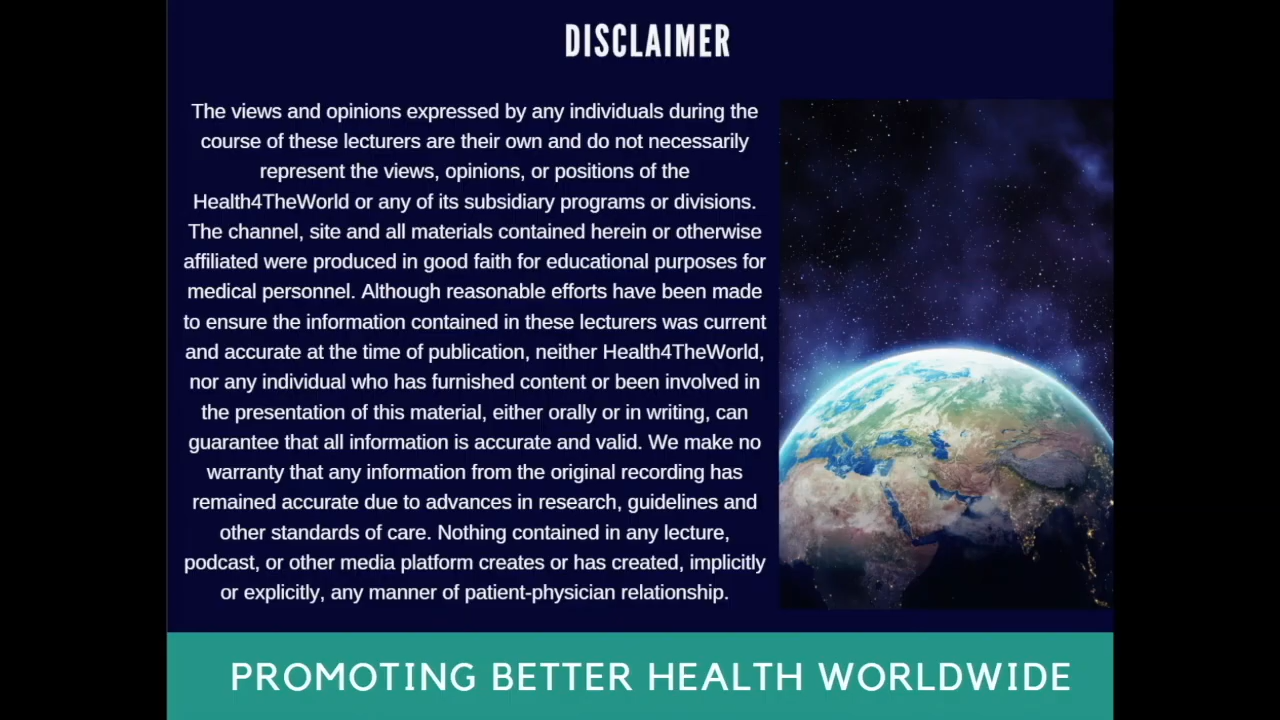 DISCLAIMER
The views and opinions expressed by any individuals during the
course of these lecturers are their own and do not necessarily
represent the views, opinions, or positions of the
Health4TheWorld or any of its subsidiary programs or divisions.
The channel, site and all materials contained herein or otherwise
affiliated were produced in good faith for educational purposes for
medical personnel. Although reasonable efforts have been made
to ensure the information contained in these lecturers was current
and accurate at the time of publication, neither Health4TheWorld,
nor any individual who has furnished content or been involved in
the presentation of this material, either orally or in writing, can
guarantee that all information is accurate and valid. We make no
warranty that any information from the original recording has
remained accurate due to advances in research, guidelines and
other standards of care. Nothing contained in any lecture,
podcast, or other media platform creates or has created, implicitly
or explicitly, any manner of patient-physician relationship.
PROMOTING BETTER HEALTH WORLDWIDE